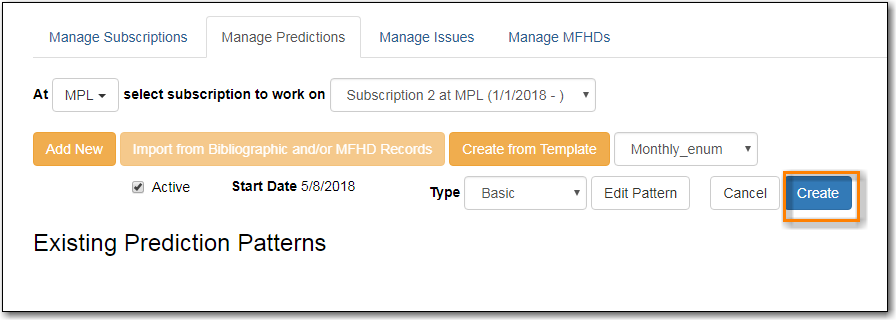 Manage Subscriptions Manage Predictions Manage Issues Manage MFHDs
At MPL select subscription to work on Subscription 2 at MPL (1/1/2018 - )
Add New Import from Bibliographic and/or MFHD Records Create from Template Monthly_enum
Active Start Date 5/8/2018 Type Basic Edit Pattern Cancel Create
Existing Prediction Patterns